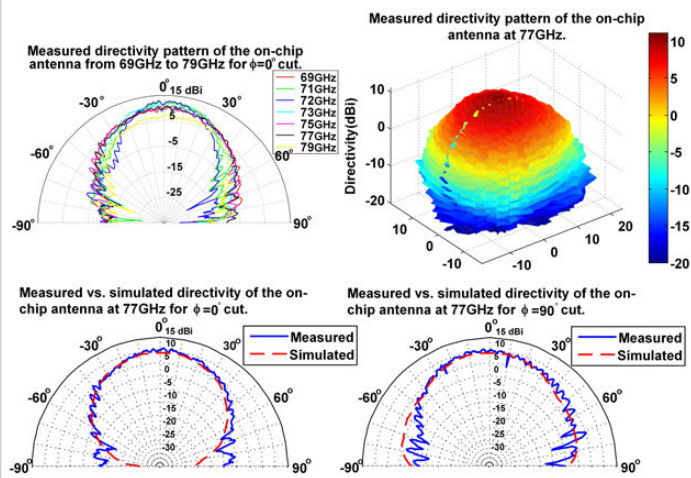 Measured directivity pattern of the on-chip
antenna from 69GHz to 79GHz for ϕ=0° cut.
0°
15 dBi
-30°
30°
5
-60°
60°
-5
-15
-25
-90°
90°
69GHz
71GHz
72GHz
73GHz
75GHz
77GHz
79GHz
Measured directivity pattern of the on-chip
antenna at 77GHz.
Directivity(dBi)
10
0
-10
-20
10
0
-10
-10
0
10
20
10
5
0
-5
-10
-15
-20
Measured vs. simulated directivity of the on-
chip antenna at 77GHz for ϕ=0° cut.
0°
15 dBi
-30°
30°
10
5
0
-60°
60°
-5
-10
-15
-20
-25
-30
-90°
90°
Measured
Simulated
Measured vs. simulated directivity of the on-
chip antenna at 77GHz for ϕ=90° cut.
0°
15 dBi
-30°
30°
10
5
0
-60°
60°
-5
-10
-15
-20
-25
-30
-90°
90°
Measured
Simulated